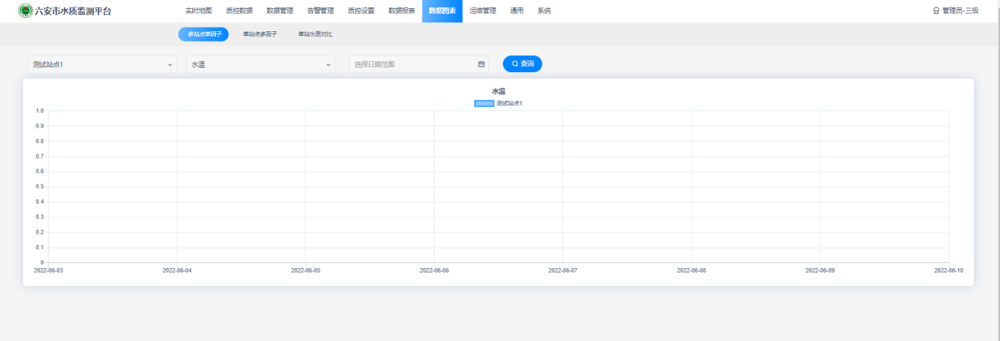 六安市水质监测平台 实时地图 质控数据 数据管理 告警管理 质控设置 数据报表 数据图表 运维管理 通用 系统 管理员-三级
多站点单因子 单站点多因子 单站水质对比
测试站点1 水温 选择日期范围 查询
水温
测试站点1
1.0
0.9
0.8
0.7
0.6
0.5
0.4
0.3
0.2
0.1
0
2022-06-03 2022-06-04 2022-06-05 2022-06-06 2022-06-07 2022-06-08 2022-06-09 2022-06-10